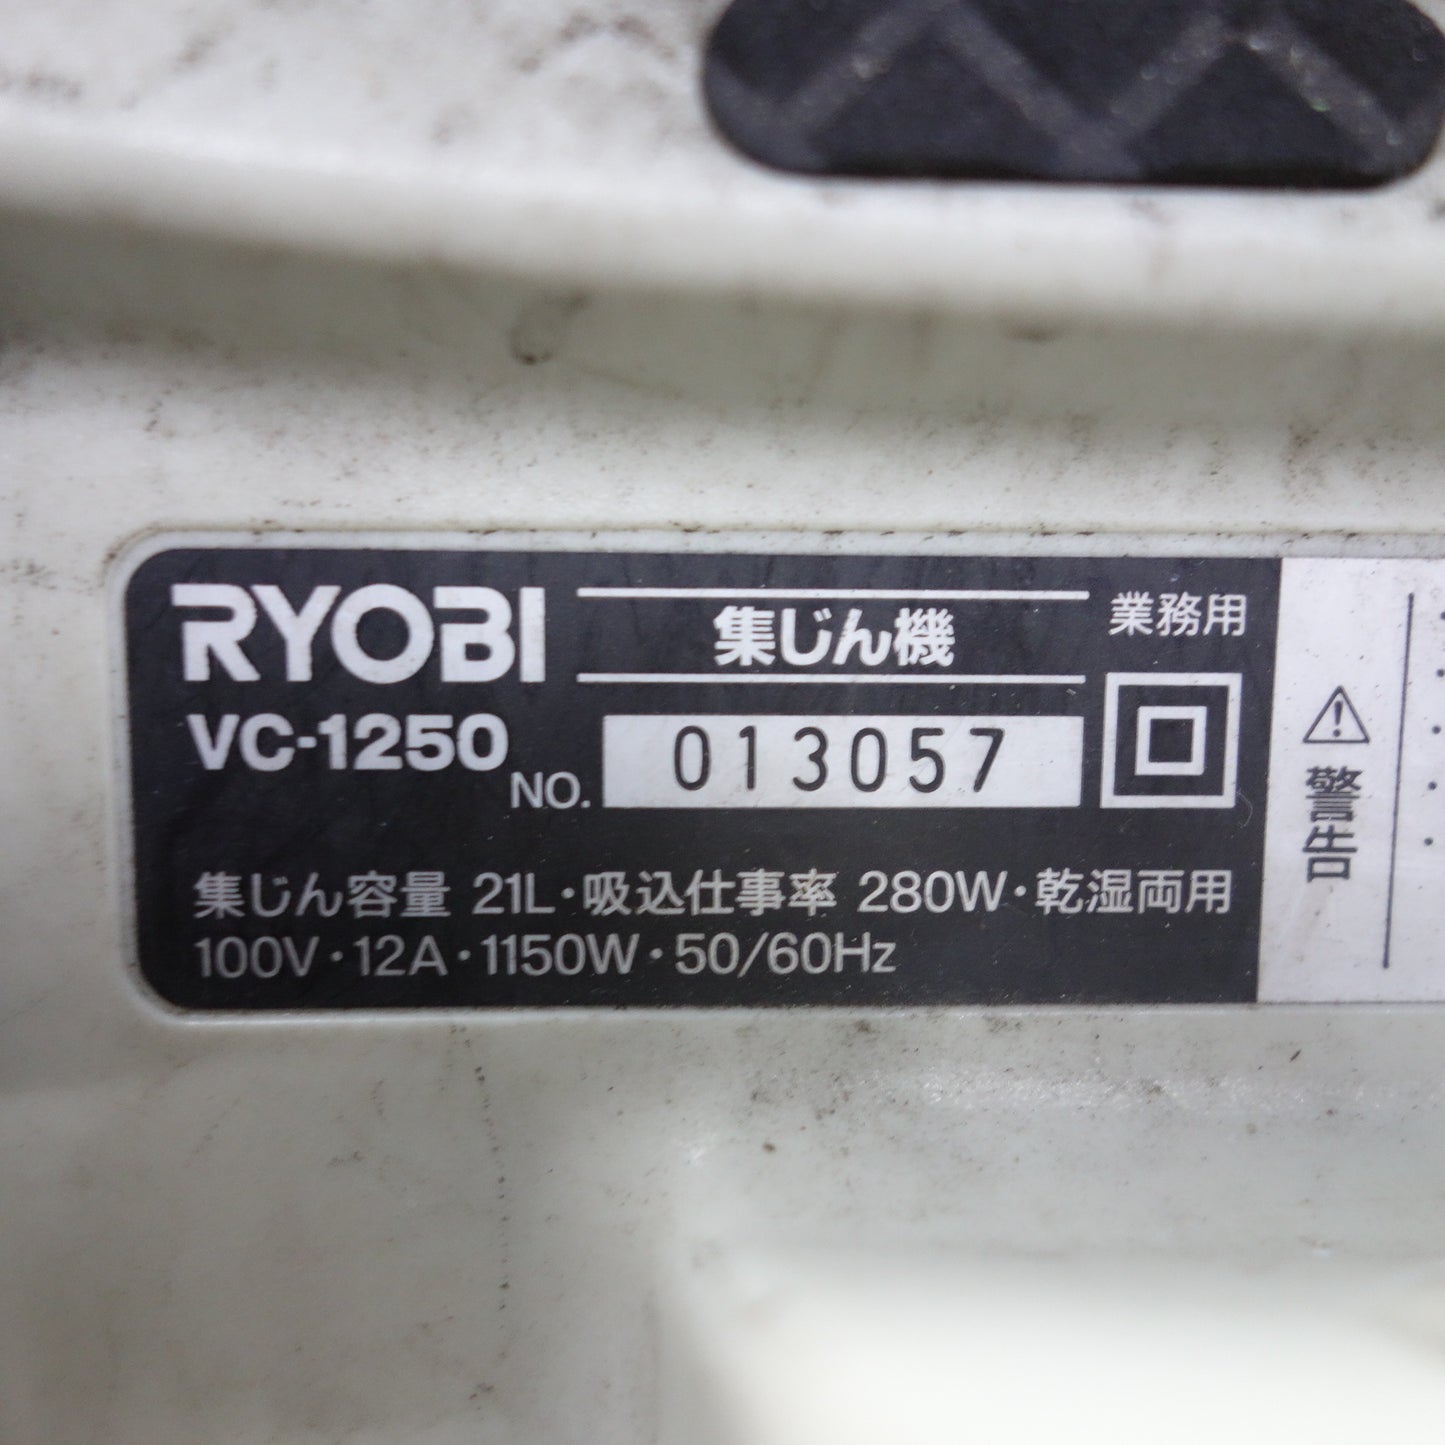 RYOBI
集じん機
業務用
VC-1250
NO. 013057
集じん容量 21L・吸込仕事率 280W・乾湿両用
100V・12A・1150W・50/60Hz
警告